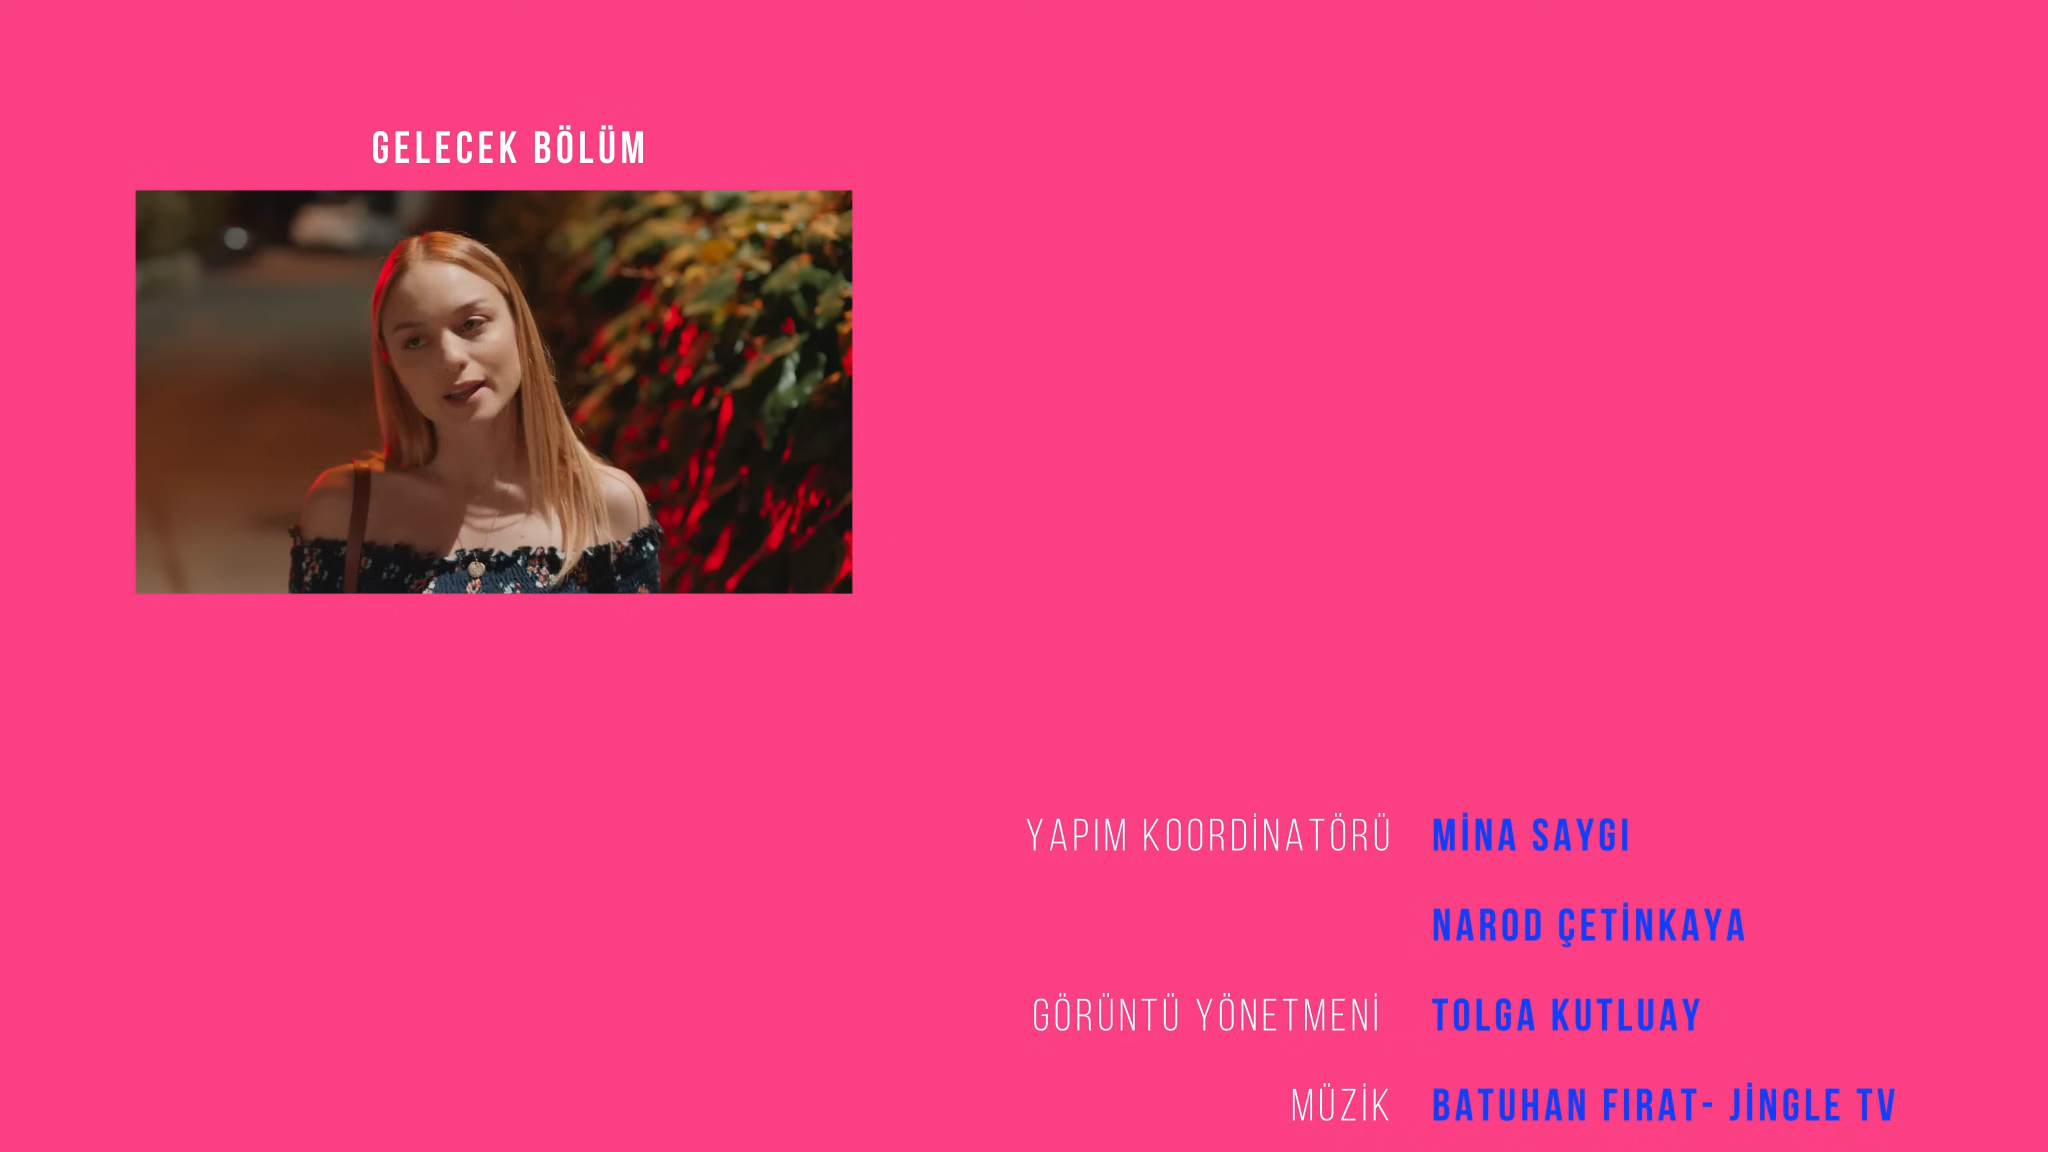 GELECEK BÖLÜM
YAPIM KOORDİNATÖRÜ MİNA SAYGI
NAROD ÇETİNKAYA
GÖRÜNTÜ YÖNETMENİ TOLGA KUTLUAY
MÜZİK BATUHAN FIRAT- JİNGLE TV